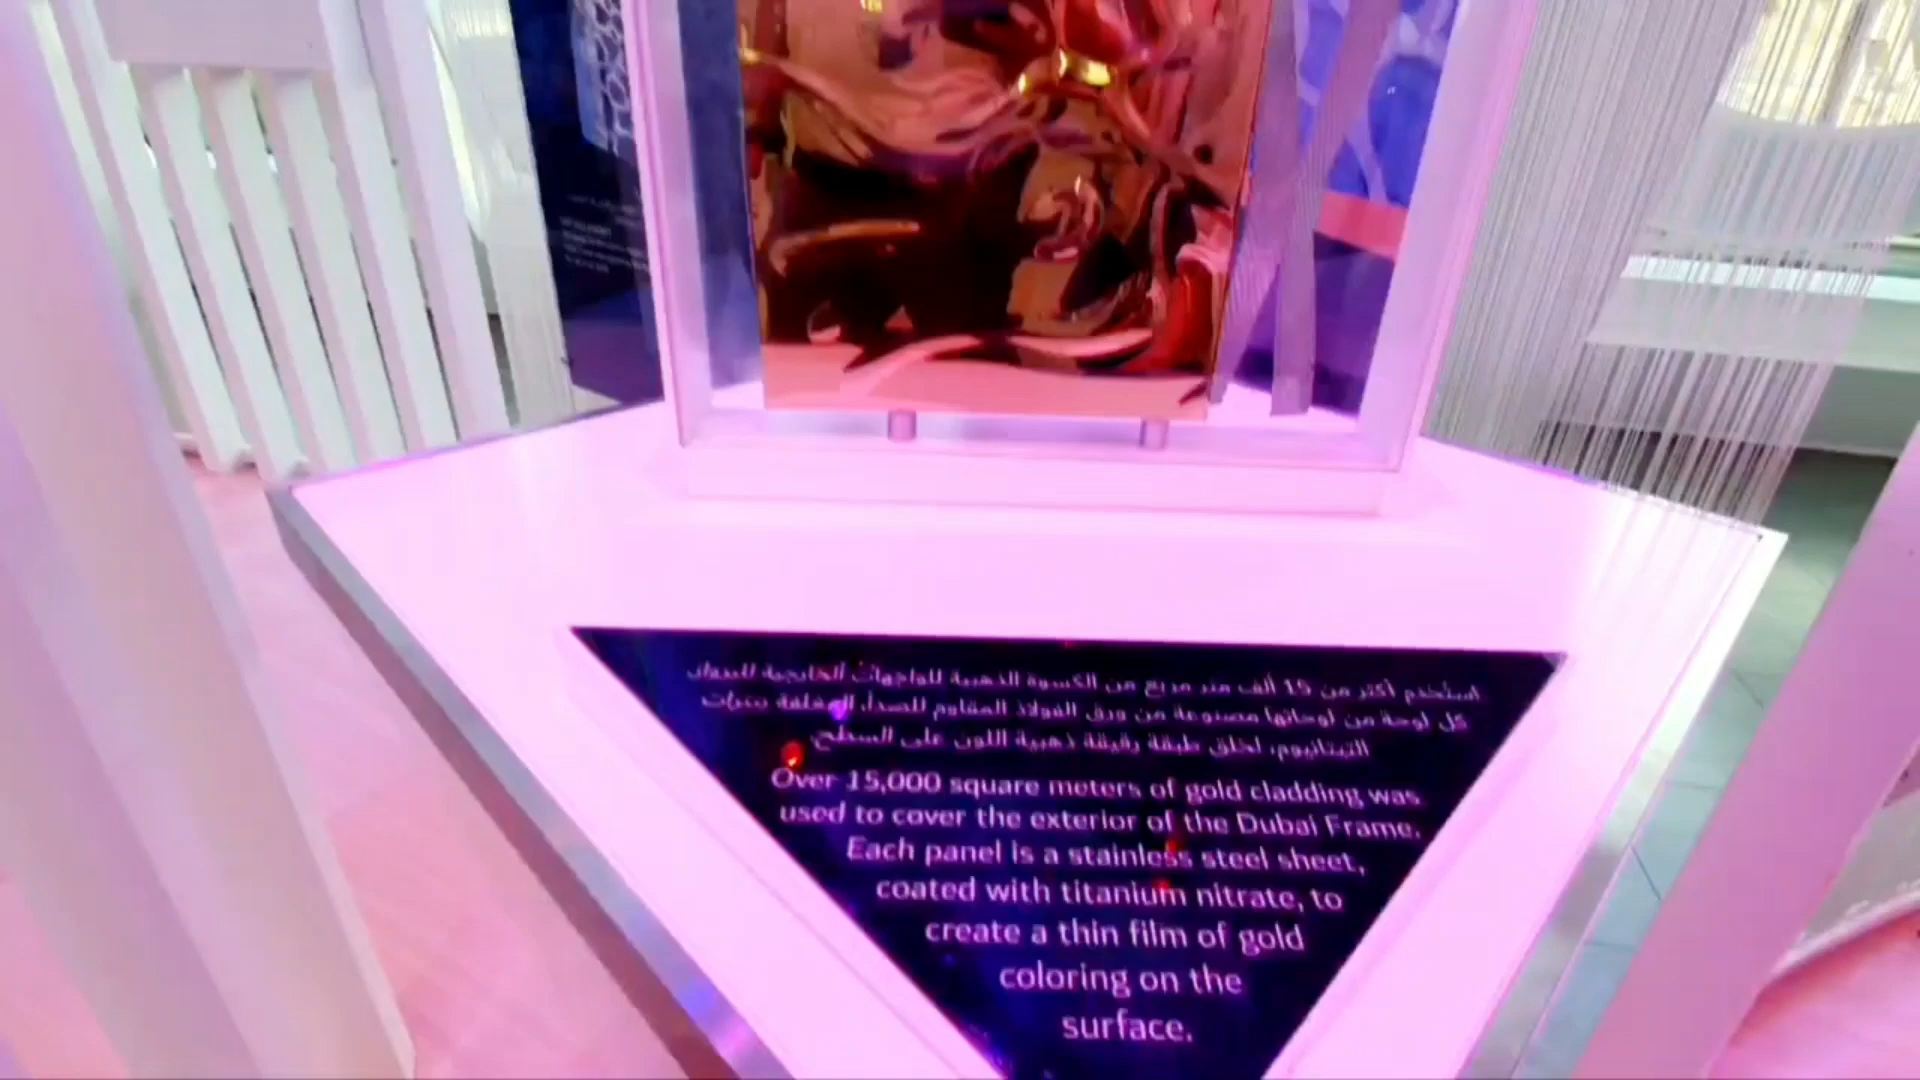 استُخدم أكثر من 15 ألف متر مربع من الكسوة الذهبية للواجهات الخارجية للبرواز.
كل لوحة من لوحاتها مصنوعة من ورق الفولاذ المقاوم للصدأ، المغلفة بنترات
التيتانيوم، لخلق طبقة رقيقة ذهبية اللون على السطح.
Over 15,000 square meters of gold cladding was
used to cover the exterior of the Dubai Frame.
Each panel is a stainless steel sheet,
coated with titanium nitrate, to
create a thin film of gold
coloring on the
surface.